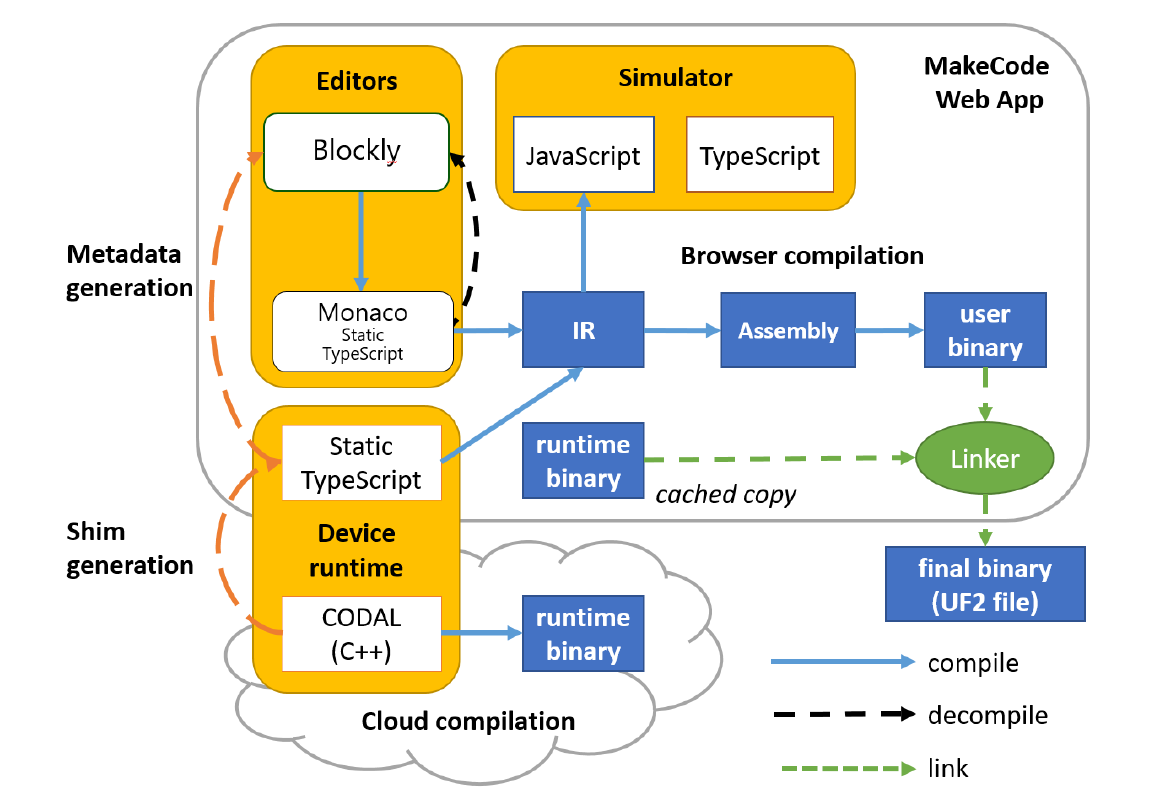 Editors
Simulator
MakeCode
Web App
Blockly
JavaScript
TypeScript
Metadata
generation
Browser compilation
Monaco
Static
TypeScript
IR
Assembly
user
binary
Static
TypeScript
runtime
binary
cached copy
Linker
Shim
generation
Device
runtime
final binary
(UF2 file)
CODAL
(C++)
runtime
binary
Cloud compilation
compile
decompile
link